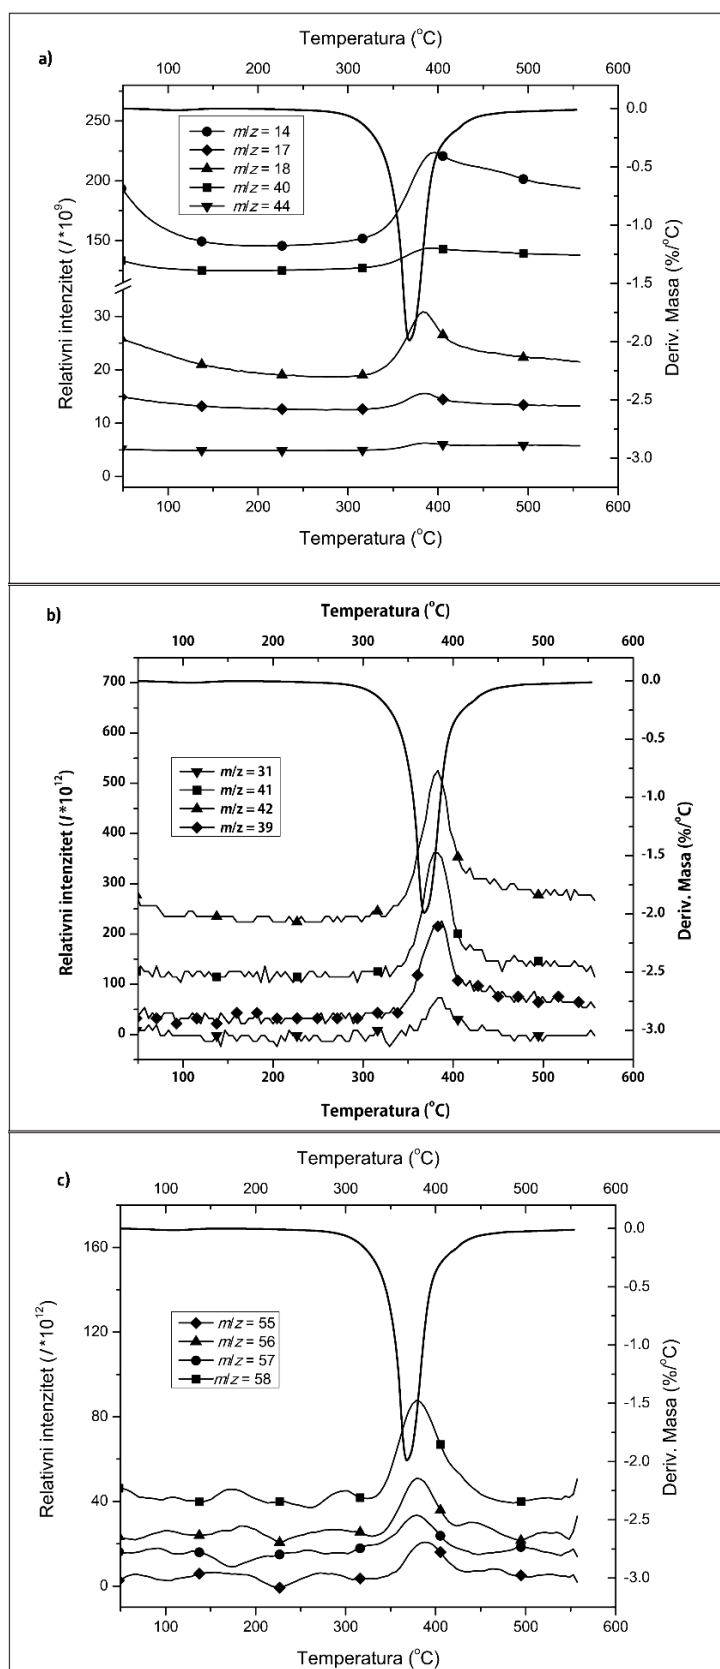 Temperatura (°C)
a)
100 200 300 400 500 600
m/z = 14
m/z = 17
m/z = 18
m/z = 40
m/z = 44
Relativni intenzitet (I*10⁹)
250
200
150
30
20
10
0
0.0
-0.5
-1.0
-1.5
-2.0
-2.5
-3.0
Deriv. Masa (%/°C)
100 200 300 400 500 600
Temperatura (°C)
b)
Temperatura (°C)
100 200 300 400 500 600
m/z = 31
m/z = 41
m/z = 42
m/z = 39
Relativni intenzitet (I*10¹²)
700
600
500
400
300
200
100
0
0.0
-0.5
-1.0
-1.5
-2.0
-2.5
-3.0
Deriv. Masa (%/°C)
100 200 300 400 500 600
Temperatura (°C)
Temperatura (°C)
c)
100 200 300 400 500 600
m/z = 55
m/z = 56
m/z = 57
m/z = 58
Relativni intenzitet (I*10¹²)
160
120
80
40
0
0.0
-0.5
-1.0
-1.5
-2.0
-2.5
-3.0
Deriv. Masa (%/°C)
100 200 300 400 500 600
Temperatura (°C)